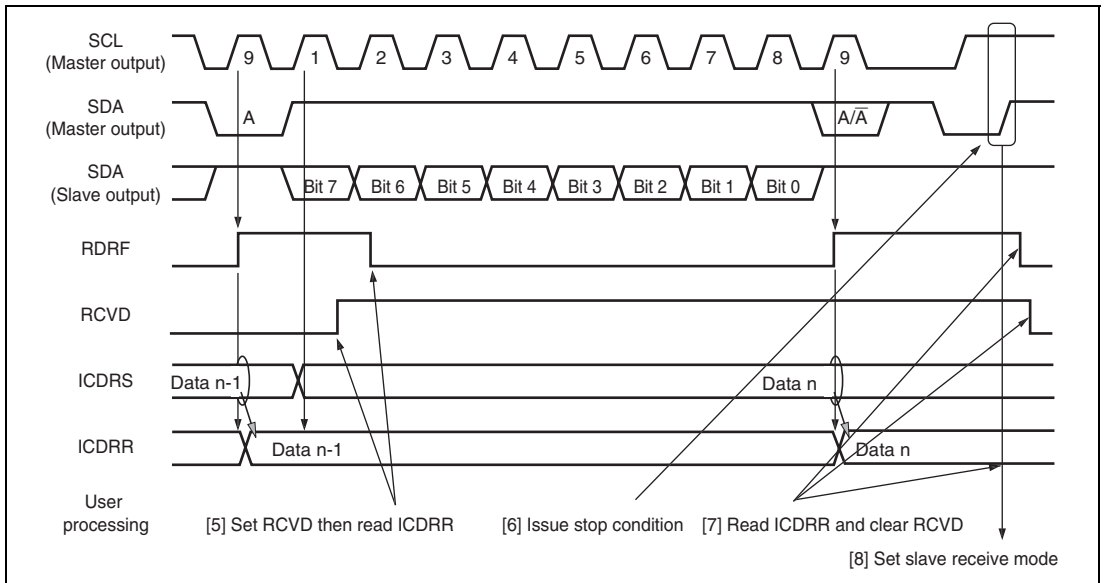 SCL
(Master output)
9 1 2 3 4 5 6 7 8 9
SDA
(Master output)
A A/A̅
SDA
(Slave output)
Bit 7 Bit 6 Bit 5 Bit 4 Bit 3 Bit 2 Bit 1 Bit 0
RDRF
RCVD
ICDRS
Data n-1 Data n
ICDRR
Data n-1 Data n
User
processing
[5] Set RCVD then read ICDRR [6] Issue stop condition [7] Read ICDRR and clear RCVD
[8] Set slave receive mode